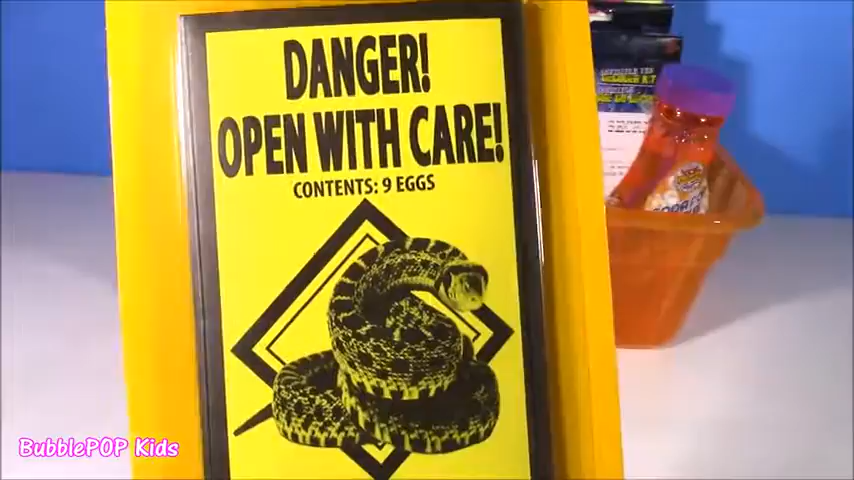 DANGER!
OPEN WITH CARE!
CONTENTS: 9 EGGS
BubblePOP Kids